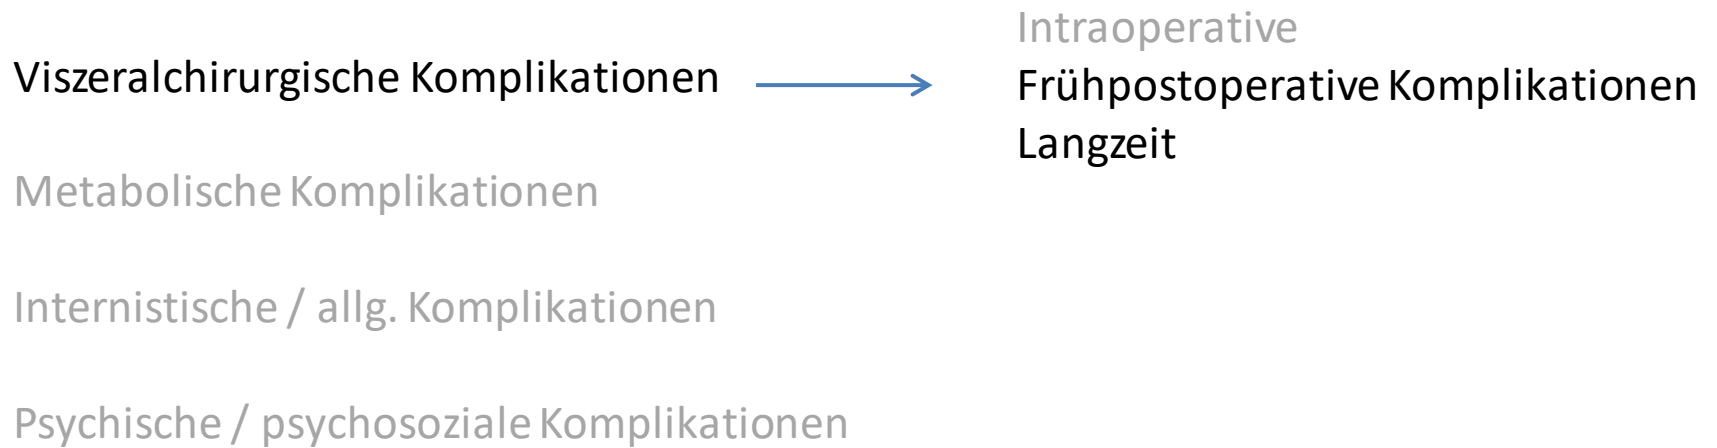 Viszeralchirurgische Komplikationen
Metabolische Komplikationen
Internistische / allg. Komplikationen
Psychische / psychosoziale Komplikationen
Intraoperative
Frühpostoperative Komplikationen
Langzeit